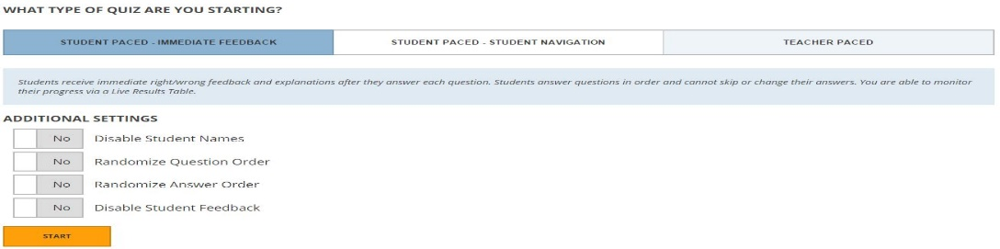 WHAT TYPE OF QUIZ ARE YOU STARTING?
STUDENT PACED - IMMEDIATE FEEDBACK
STUDENT PACED - STUDENT NAVIGATION
TEACHER PACED
Students receive immediate right/wrong feedback and explanations after they answer each question. Students answer questions in order and cannot skip or change their answers. You are able to monitor
their progress via a Live Results Table.
ADDITIONAL SETTINGS
No Disable Student Names
No Randomize Question Order
No Randomize Answer Order
No Disable Student Feedback
START